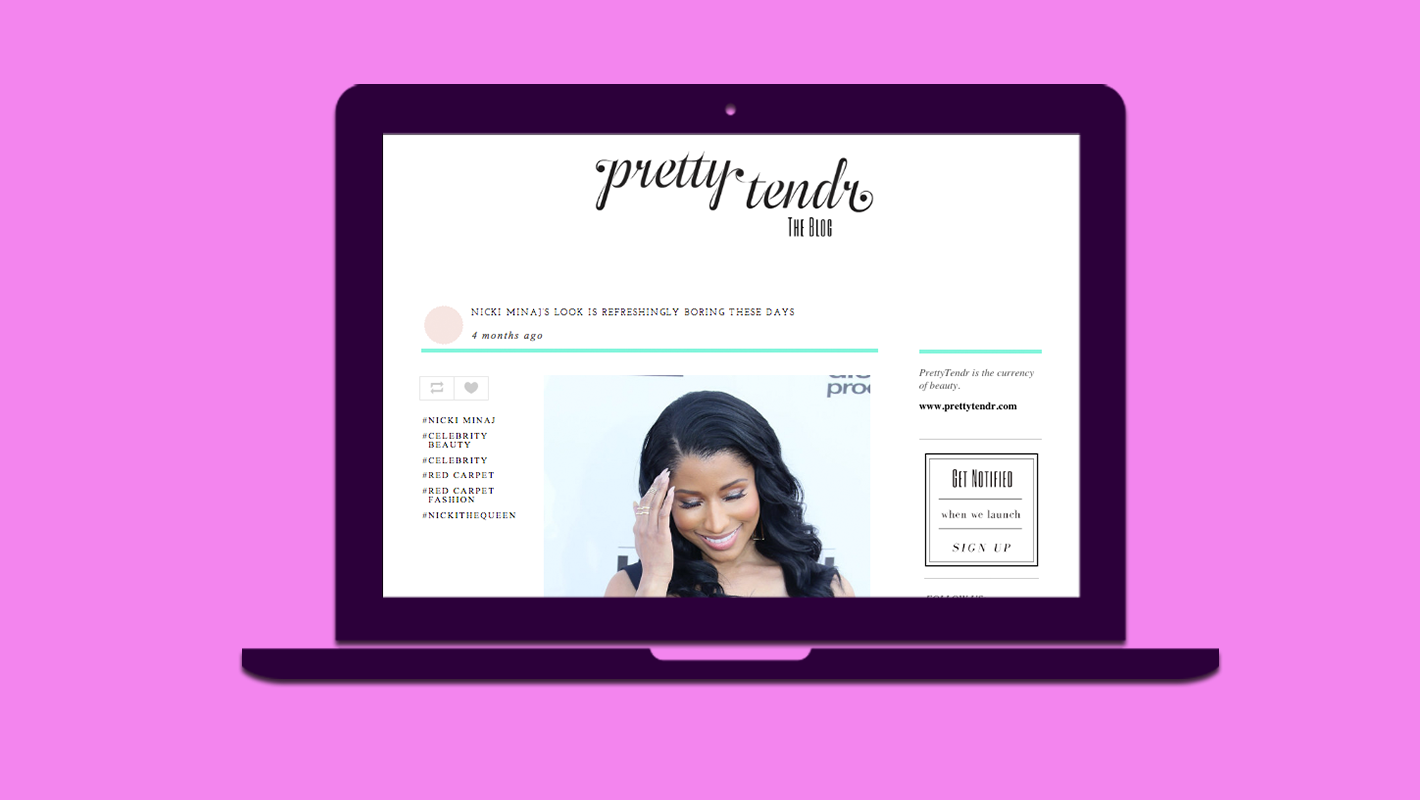 pretty tendr
The Blog
NICKI MINAJ'S LOOK IS REFRESHINGLY BORING THESE DAYS
4 months ago
#NICKI MINAJ
#CELEBRITY
BEAUTY
#CELEBRITY
#RED CARPET
#RED CARPET
FASHION
#NICKITHEQUEEN
PrettyTendr is the currency
of beauty.
www.prettytendr.com
Get Notified
when we launch
SIGN UP